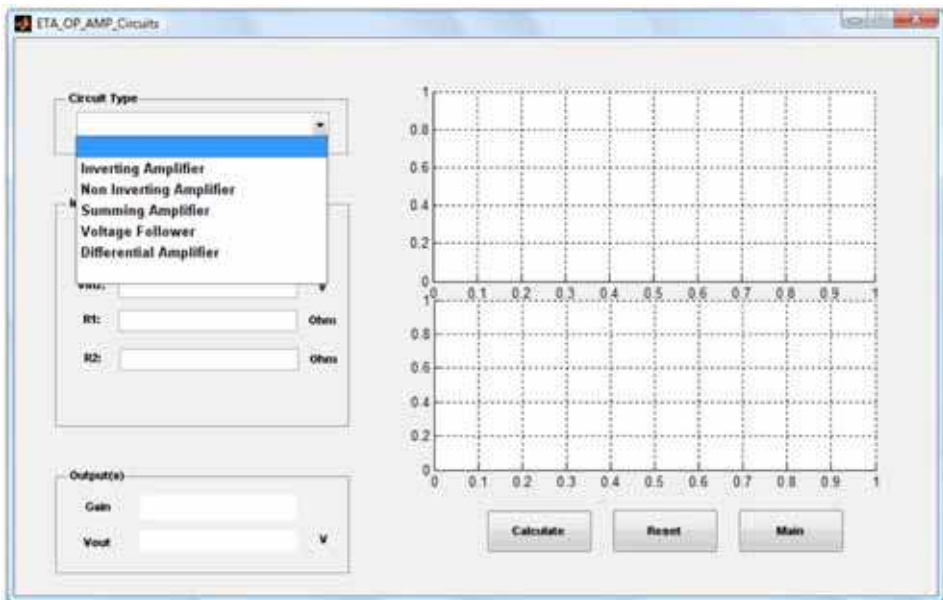 ETA_OP_AMP_Circuits
Circuit Type
Inverting Amplifier
Non Inverting Amplifier
Summing Amplifier
Voltage Follower
Differential Amplifier
V
R1:
Ohm
R2:
Ohm
Output(s)
Gain
Vout
V
1
0.8
0.6
0.4
0.2
0
0 0.1 0.2 0.3 0.4 0.5 0.6 0.7 0.8 0.9 1
1
0.8
0.6
0.4
0.2
0
0 0.1 0.2 0.3 0.4 0.5 0.6 0.7 0.8 0.9 1
Calculate
Reset
Main